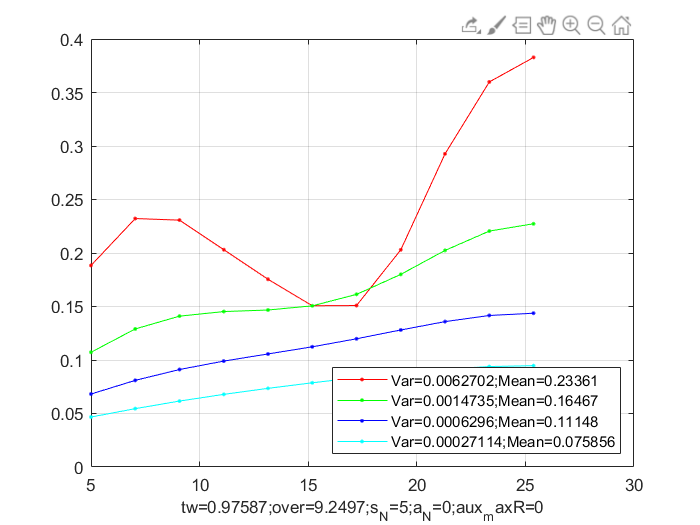 0.4
0.35
0.3
0.25
0.2
0.15
0.1
0.05
0
Var=0.0062702;Mean=0.23361
Var=0.0014735;Mean=0.16467
Var=0.0006296;Mean=0.11148
Var=0.00027114;Mean=0.075856
5 10 15 20 25 30
tw=0.97587;over=9.2497;s_N=5;a_N=0;aux_maxR=0